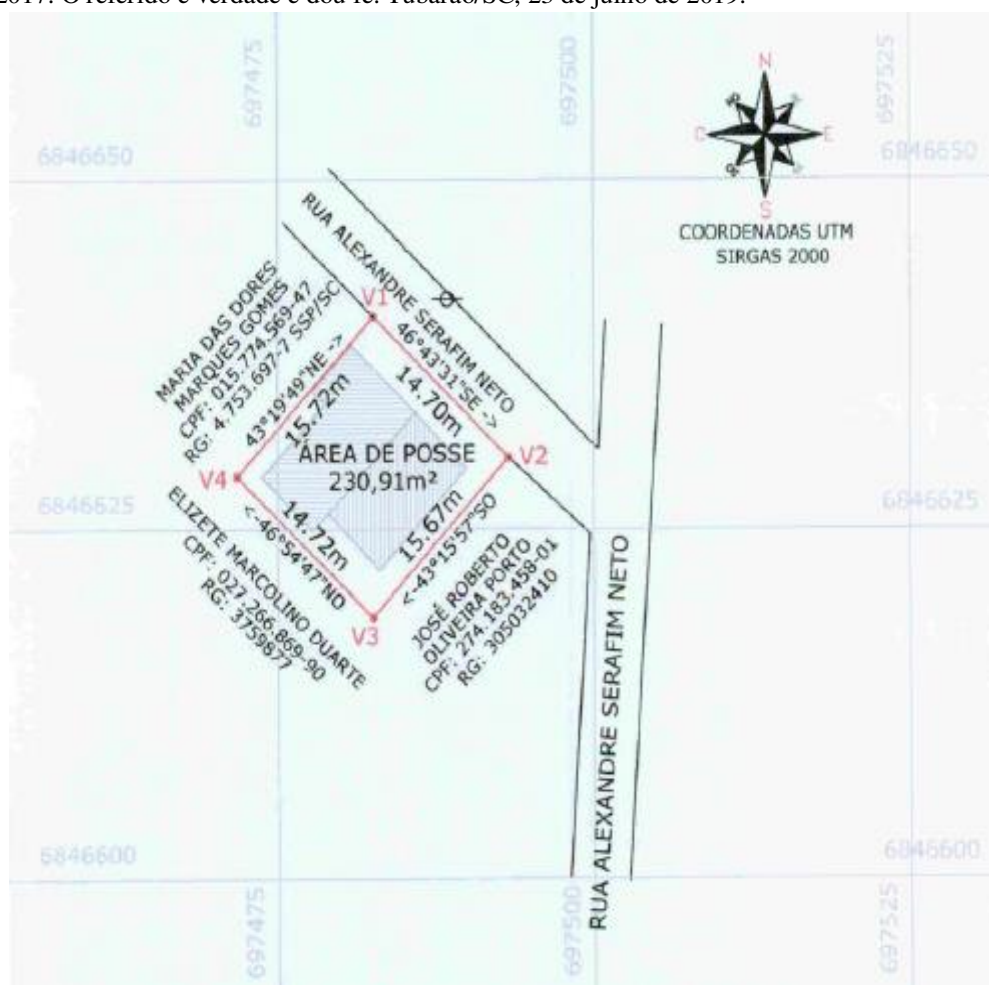 2017. O referido é verdade e dou fé. Tubarão/SC, 23 de julho de 2019.
697475
697500
697525
N
O
E
S
6846650
6846650
COORDENADAS UTM
SIRGAS 2000
RUA ALEXANDRE SERAFIM NETO
MARIA DAS DORES
MARQUES GOMES
CPF: 015.774.569-47
RG: 4.753.697-7 SSP/SC
V1
46°43'31"SE ->
14.70m
43°19'49"NE ->
15.72m
ÁREA DE POSSE
230,91m²
V2
V4
6846625
6846625
14.72m
<-46°54'47"NO
15.67m
<-43°15'57"SO
ELIZETE MARCOLINO DUARTE
CPF: 027.266.869-90
RG: 3759877
V3
JOSÉ ROBERTO
OLIVEIRA PORTO
CPF: 274.183.458-01
RG: 305032410
RUA ALEXANDRE SERAFIM NETO
6846600
6846600
697475
697500
697525